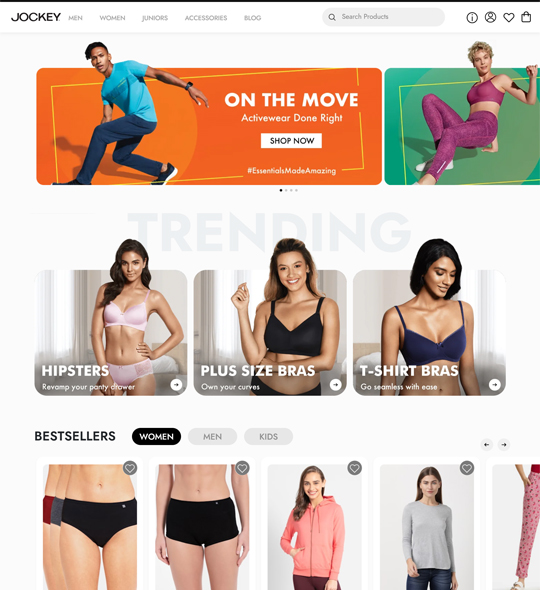 JOCKEY
MEN WOMEN JUNIORS ACCESSORIES BLOG
Search Products
ON THE MOVE
Activewear Done Right
SHOP NOW
#EssentialsMadeAmazing
TRENDING
HIPSTERS
Revamp your panty drawer
PLUS SIZE BRAS
Own your curves
T-SHIRT BRAS
Go seamless with ease
BESTSELLERS WOMEN MEN KIDS